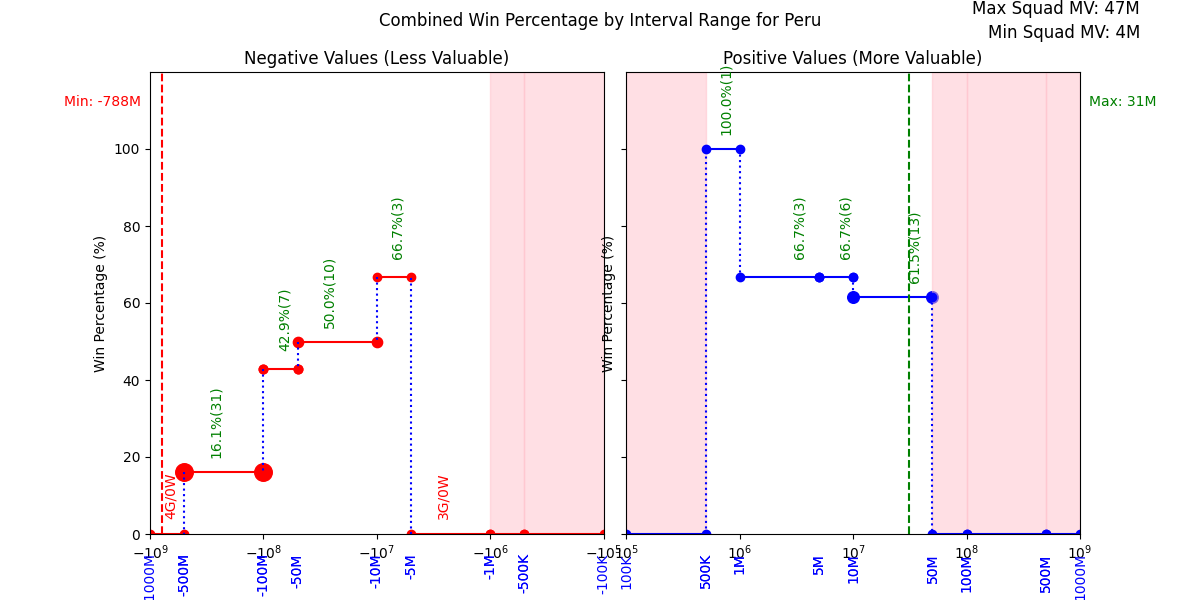 Max Squad MV: 47M
Combined Win Percentage by Interval Range for Peru
Min Squad MV: 4M
Negative Values (Less Valuable)
Positive Values (More Valuable)
Min: -788M
Max: 31M
Win Percentage (%)
100
80
60
40
20
0
4G/0W
16.1%(31)
42.9%(7)
50.0%(10)
66.7%(3)
3G/0W
−10⁹
−10⁸
−10⁷
−10⁶
−10⁵
1000M
-500M
-100M
-50M
-10M
-5M
-1M
-500K
-100K
Win Percentage (%)
100.0%(1)
66.7%(3)
66.7%(6)
61.5%(13)
10⁵
10⁶
10⁷
10⁸
10⁹
100K
500K
1M
5M
10M
50M
100M
500M
1000M